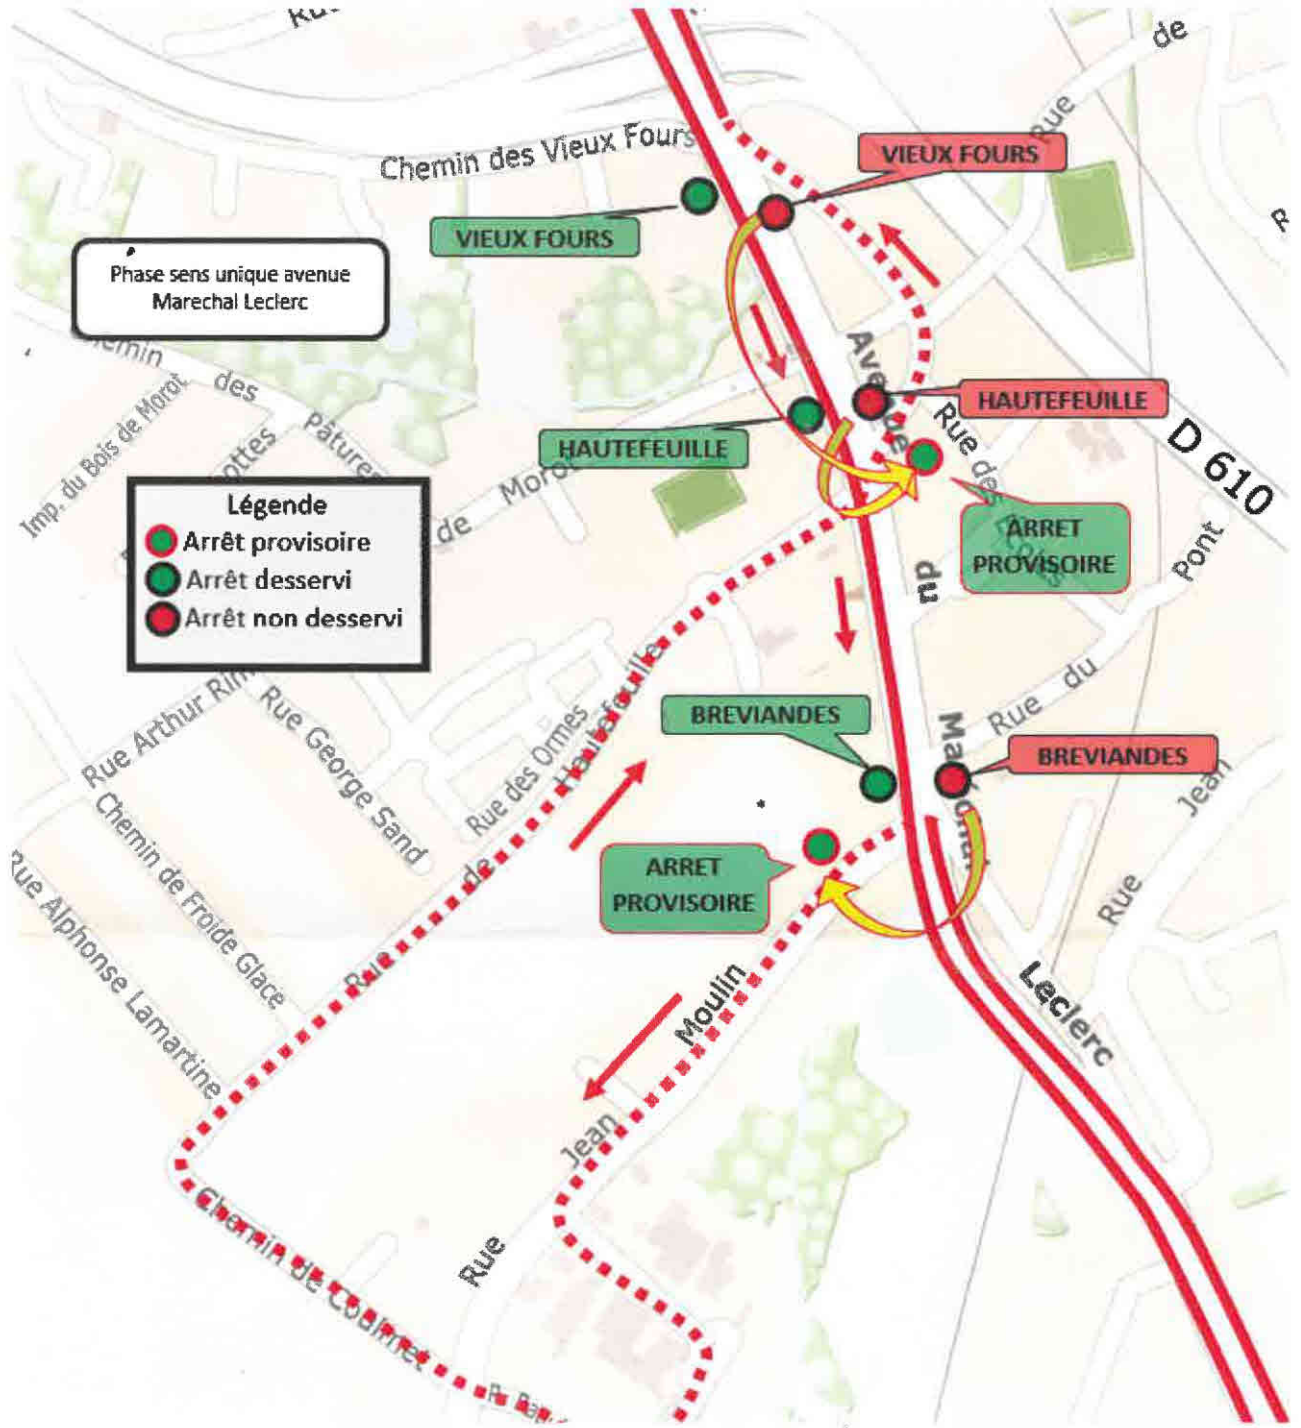 de
Rue
Chemin des Vieux Fours
VIEUX FOURS
VIEUX FOURS
Phase sens unique avenue
Marechal Leclerc
Chemin des Pâtures
Imp. du Bois de Morot
HAUTEFEUILLE
HAUTEFEUILLE
Avenue
Rue des Ecoles
D 610
Légende
Arrêt provisoire
Arrêt desservi
Arrêt non desservi
de Morot
ARRET
PROVISOIRE
du
Rue du Pont
Rue George Sand
Rue des Ormes
Rue de Hautefeuille
BREVIANDES
BREVIANDES
Maréchal
Leclerc
Rue Jean
Chemin de Froide Glace
Rue Alphonse Lamartine
ARRET
PROVISOIRE
Rue Jean Moulin
Chemin de